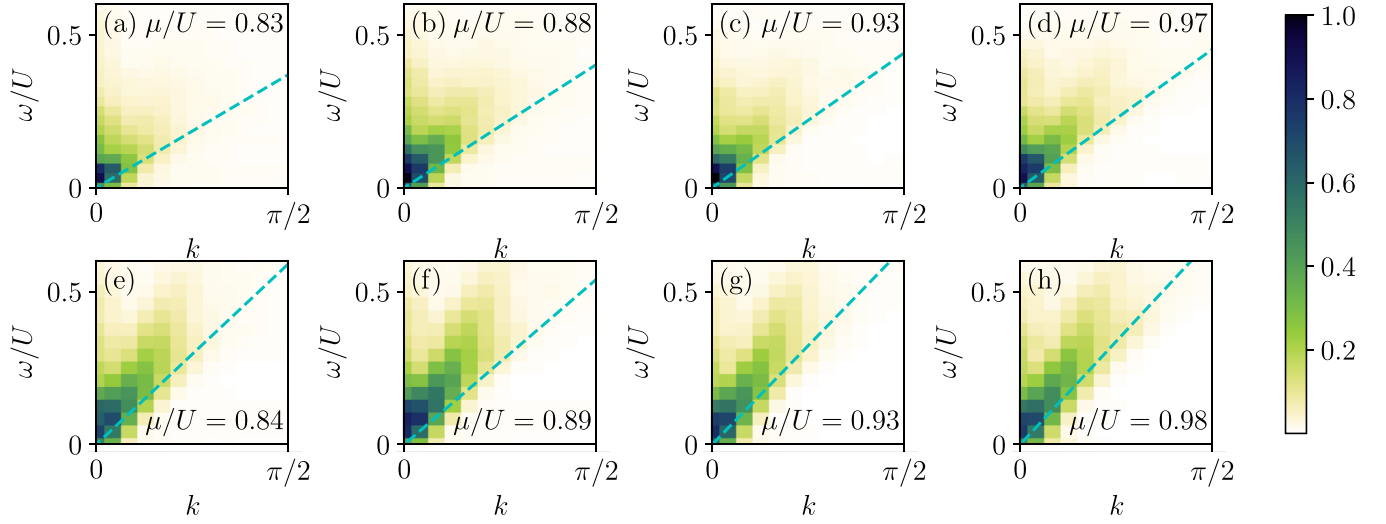 (a) μ/U = 0.83
(b) μ/U = 0.88
(c) μ/U = 0.93
(d) μ/U = 0.97
1.0
0.5
0.5
0.5
0.5
ω/U
ω/U
ω/U
ω/U
0.8
0
0
0
0
0
π/2
0
π/2
0
π/2
0
π/2
0.6
k
k
k
k
(e)
(f)
(g)
(h)
0.4
0.5
0.5
0.5
0.5
ω/U
ω/U
ω/U
ω/U
0.2
μ/U = 0.84
μ/U = 0.89
μ/U = 0.93
μ/U = 0.98
0
0
0
0
0
π/2
0
π/2
0
π/2
0
π/2
k
k
k
k